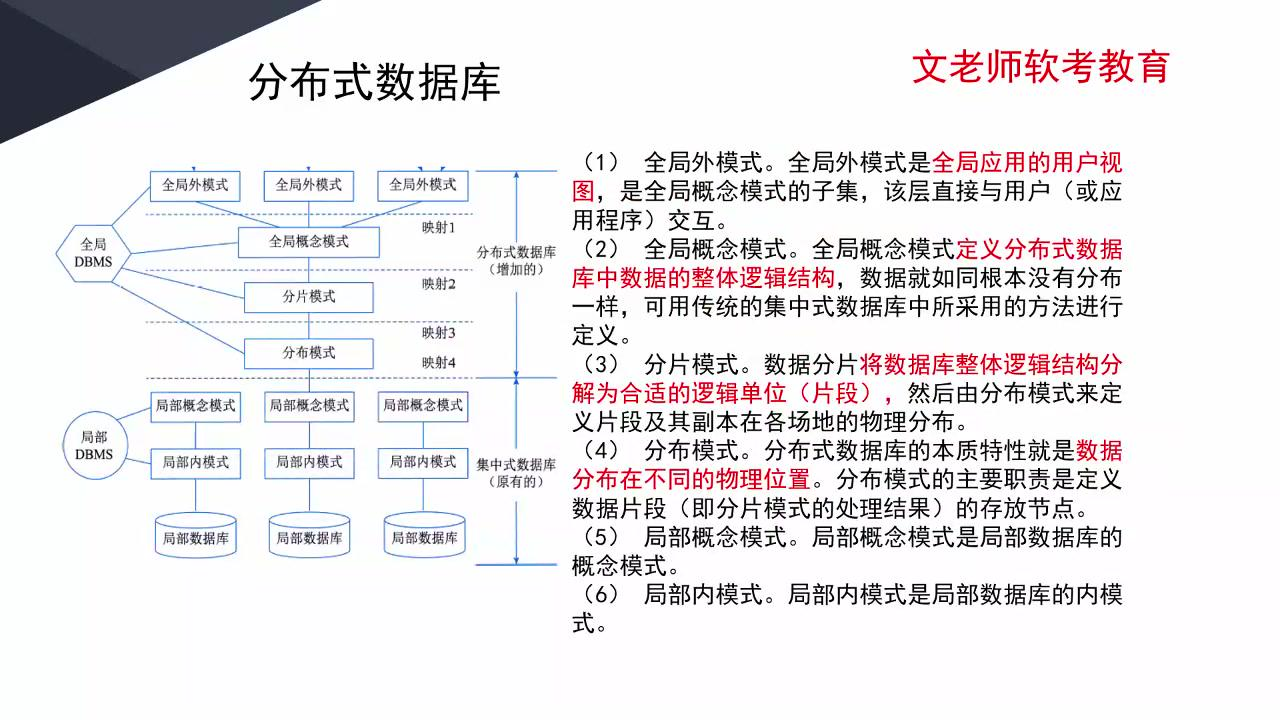 分布式数据库
文老师软考教育
全局外模式
全局外模式
全局外模式
映射1
全局
DBMS
全局概念模式
分布式数据库
（增加的）
映射2
分片模式
映射3
分布模式
映射4
局部概念模式
局部概念模式
局部概念模式
局部
DBMS
局部内模式
局部内模式
局部内模式
集中式数据库
（原有的）
局部数据库
局部数据库
局部数据库
（1） 全局外模式。全局外模式是全局应用的用户视
图，是全局概念模式的子集，该层直接与用户（或应
用程序）交互。
（2） 全局概念模式。全局概念模式定义分布式数据
库中数据的整体逻辑结构，数据就如同根本没有分布
一样，可用传统的集中式数据库中所采用的方法进行
定义。
（3） 分片模式。数据分片将数据库整体逻辑结构分
解为合适的逻辑单位（片段），然后由分布模式来定
义片段及其副本在各场地的物理分布。
（4） 分布模式。分布式数据库的本质特性就是数据
分布在不同的物理位置。分布模式的主要职责是定义
数据片段（即分片模式的处理结果）的存放节点。
（5） 局部概念模式。局部概念模式是局部数据库的
概念模式。
（6） 局部内模式。局部内模式是局部数据库的内模
式。